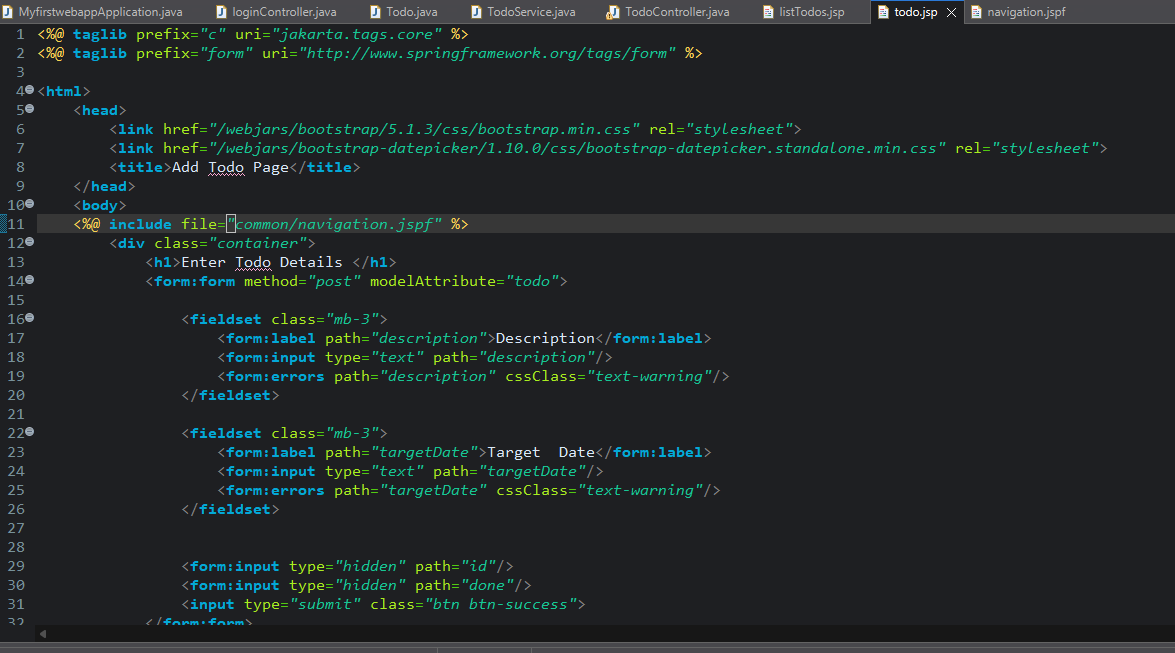 MyfirstwebappApplication.java loginController.java Todo.java TodoService.java TodoController.java listTodos.jsp todo.jsp navigation.jspf
1 <%@ taglib prefix="c" uri="jakarta.tags.core" %>
2 <%@ taglib prefix="form" uri="http://www.springframework.org/tags/form" %>
3
4 <html>
5 <head>
6 <link href="/webjars/bootstrap/5.1.3/css/bootstrap.min.css" rel="stylesheet">
7 <link href="/webjars/bootstrap-datepicker/1.10.0/css/bootstrap-datepicker.standalone.min.css" rel="stylesheet">
8 <title>Add Todo Page</title>
9 </head>
10 <body>
11 <%@ include file="common/navigation.jspf" %>
12 <div class="container">
13 <h1>Enter Todo Details </h1>
14 <form:form method="post" modelAttribute="todo">
15
16 <fieldset class="mb-3">
17 <form:label path="description">Description</form:label>
18 <form:input type="text" path="description"/>
19 <form:errors path="description" cssClass="text-warning"/>
20 </fieldset>
21
22 <fieldset class="mb-3">
23 <form:label path="targetDate">Target  Date</form:label>
24 <form:input type="text" path="targetDate"/>
25 <form:errors path="targetDate" cssClass="text-warning"/>
26 </fieldset>
27
28
29 <form:input type="hidden" path="id"/>
30 <form:input type="hidden" path="done"/>
31 <input type="submit" class="btn btn-success">
32 </form:form>